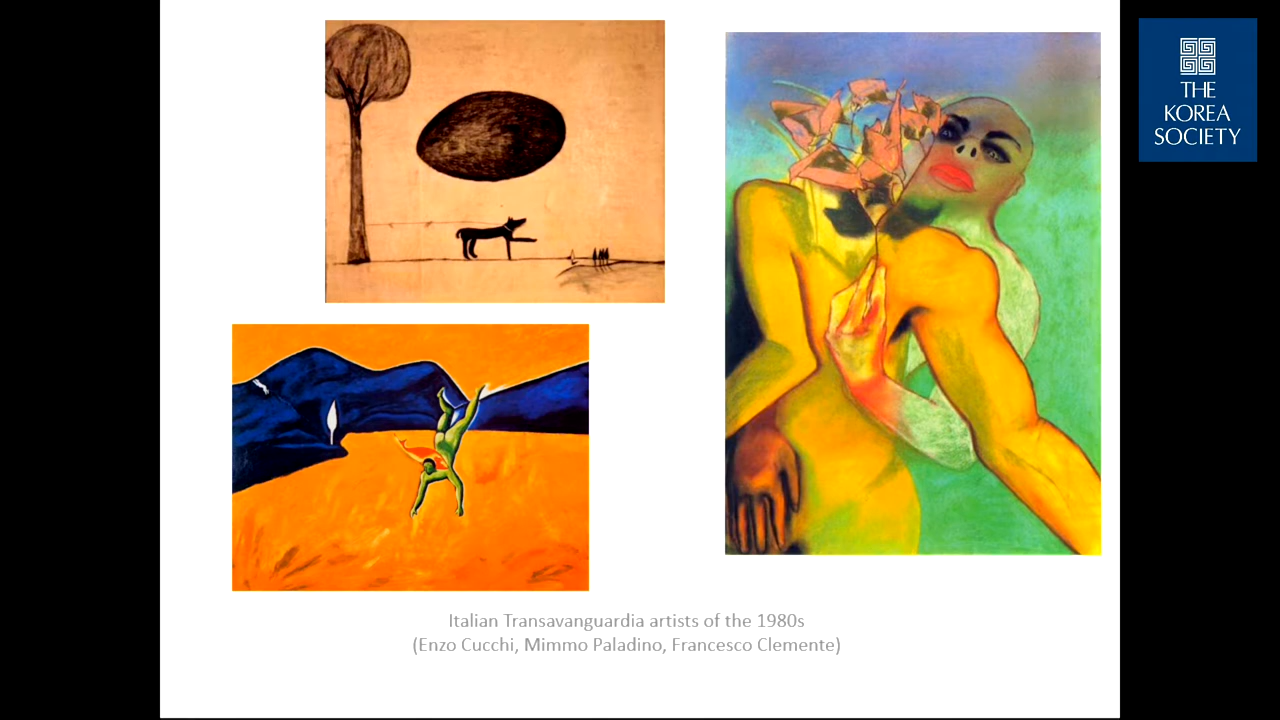 THE
KOREA
SOCIETY
Italian Transavanguardia artists of the 1980s
(Enzo Cucchi, Mimmo Paladino, Francesco Clemente)